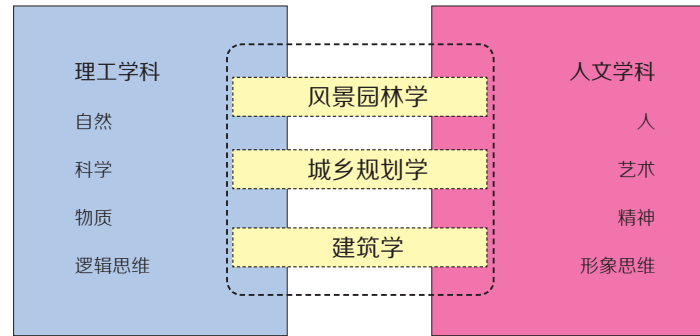 理工学科
自然
科学
物质
逻辑思维
风景园林学
城乡规划学
建筑学
人文学科
人
艺术
精神
形象思维